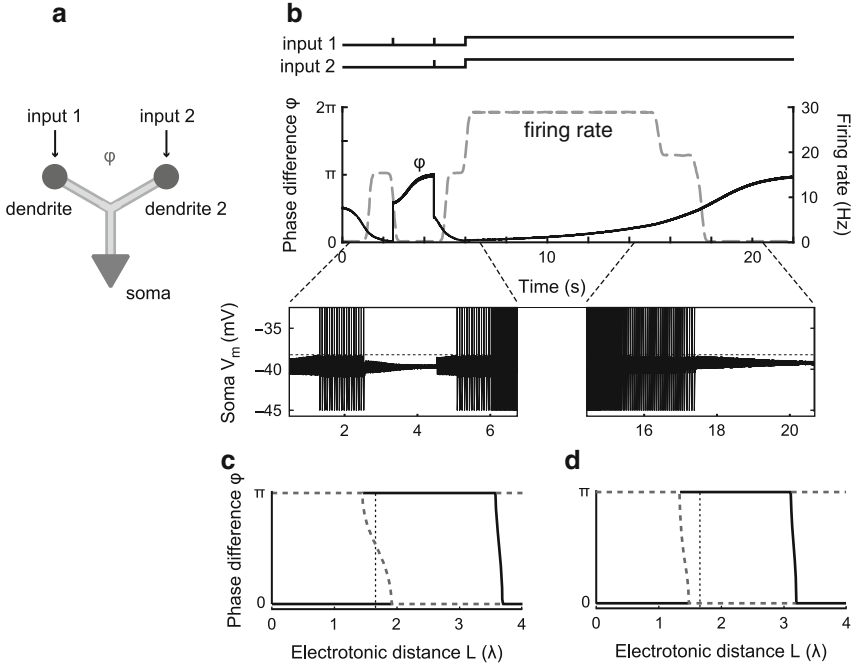 a
input 1
input 2
φ
dendrite
dendrite 2
soma
b
input 1
input 2
2π
π
0
Phase difference φ
30
20
10
0
Firing rate (Hz)
firing rate
φ
0
10
20
Time (s)
−35
−40
−45
Soma Vm (mV)
2
4
6
16
18
20
c
π
0
Phase difference φ
0
1
2
3
4
Electrotonic distance L (λ)
d
π
0
0
1
2
3
4
Electrotonic distance L (λ)